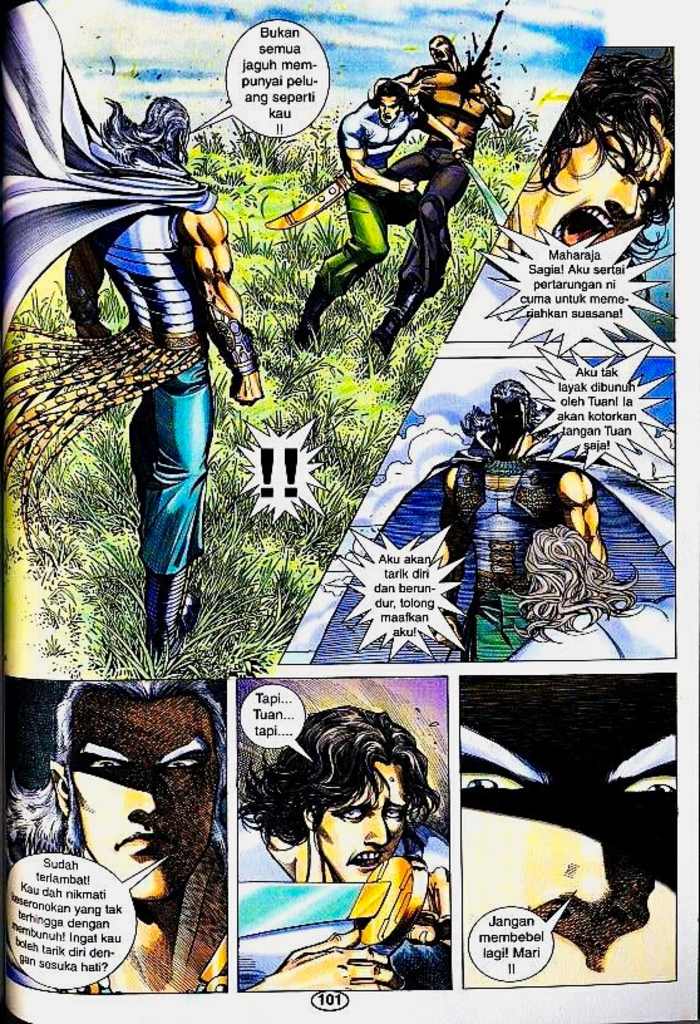 Bukan
semua
jaguh mem-
punyai pelu-
ang seperti
kau
!!
Maharaja
Sagia! Aku sertai
pertarungan ni
cuma untuk meme-
riahkan suasana!
!!
Aku tak
layak dibunuh
oleh Tuan! Ia
akan kotorkan
tangan Tuan
saja!
Aku akan
tarik diri
dan berun-
dur, tolong
maafkan
aku!
Sudah
terlambat!
Kau dah nikmati
keseronokan yang tak
terhingga dengan
membunuh! Ingat kau
boleh tarik diri dengan
sesuka hati?
Tapi...
Tuan...
tapi....
Jangan
membebel
lagi! Mari
!!
101